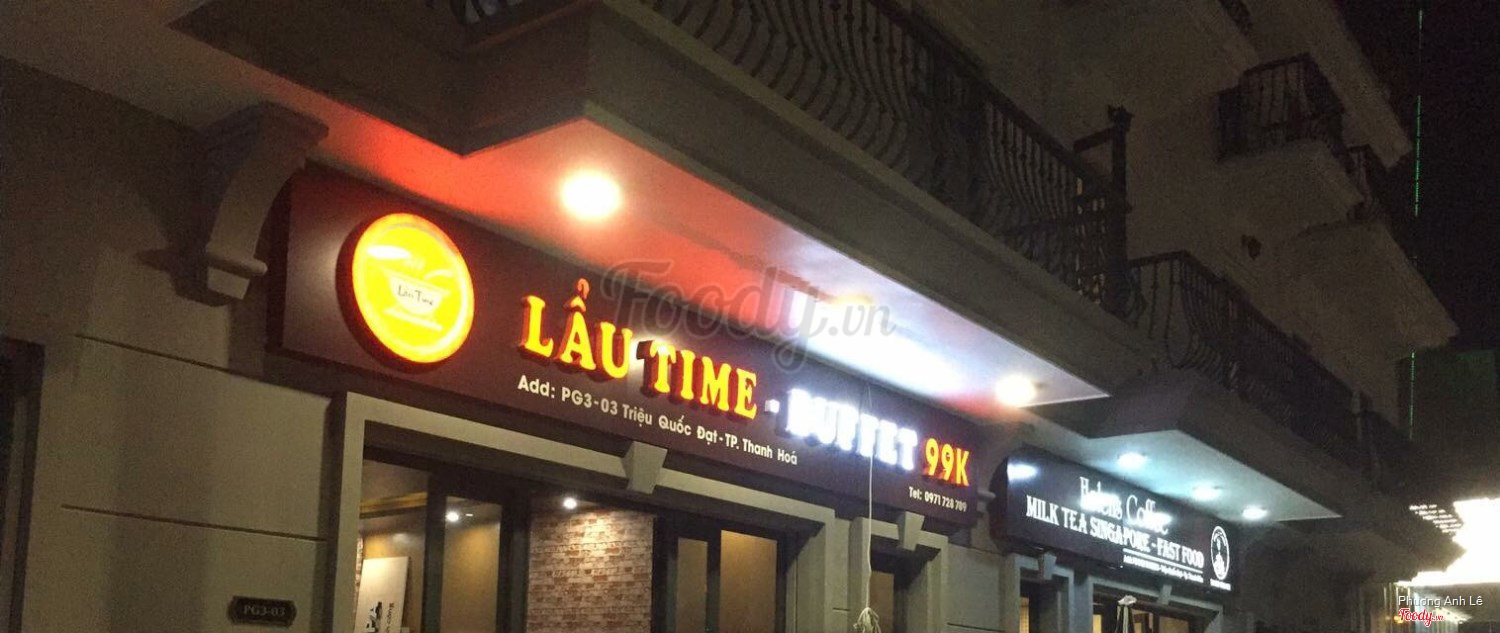 Lẩu Time
LẨU TIME - BUFFET 99K
Add: PG3-03 Triệu Quốc Đạt - TP. Thanh Hoá
Tel: 0971 728 789
Helens Coffee
MILK TEA SINGAPORE - FAST FOOD
PG3-03
Foody.vn
Phương Anh Lê
Foody.vn